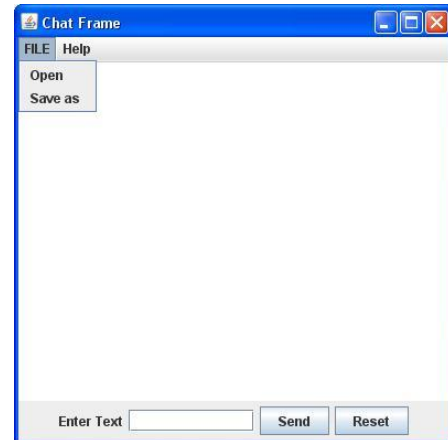 Chat Frame
FILE Help
Open
Save as
Enter Text Send Reset